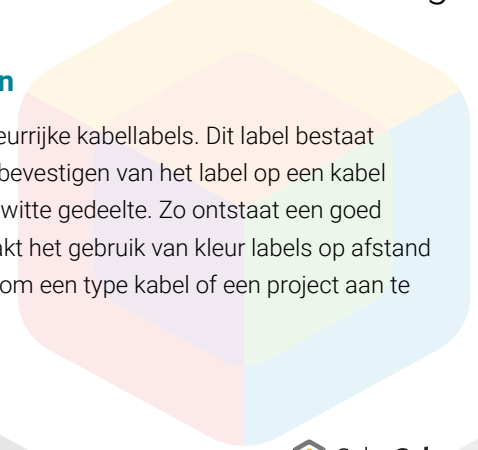 n
eurrijke kabellabels. Dit label bestaat
bevestigen van het label op een kabel
witte gedeelte. Zo ontstaat een goed
kt het gebruik van kleur labels op afstand
om een type kabel of een project aan te